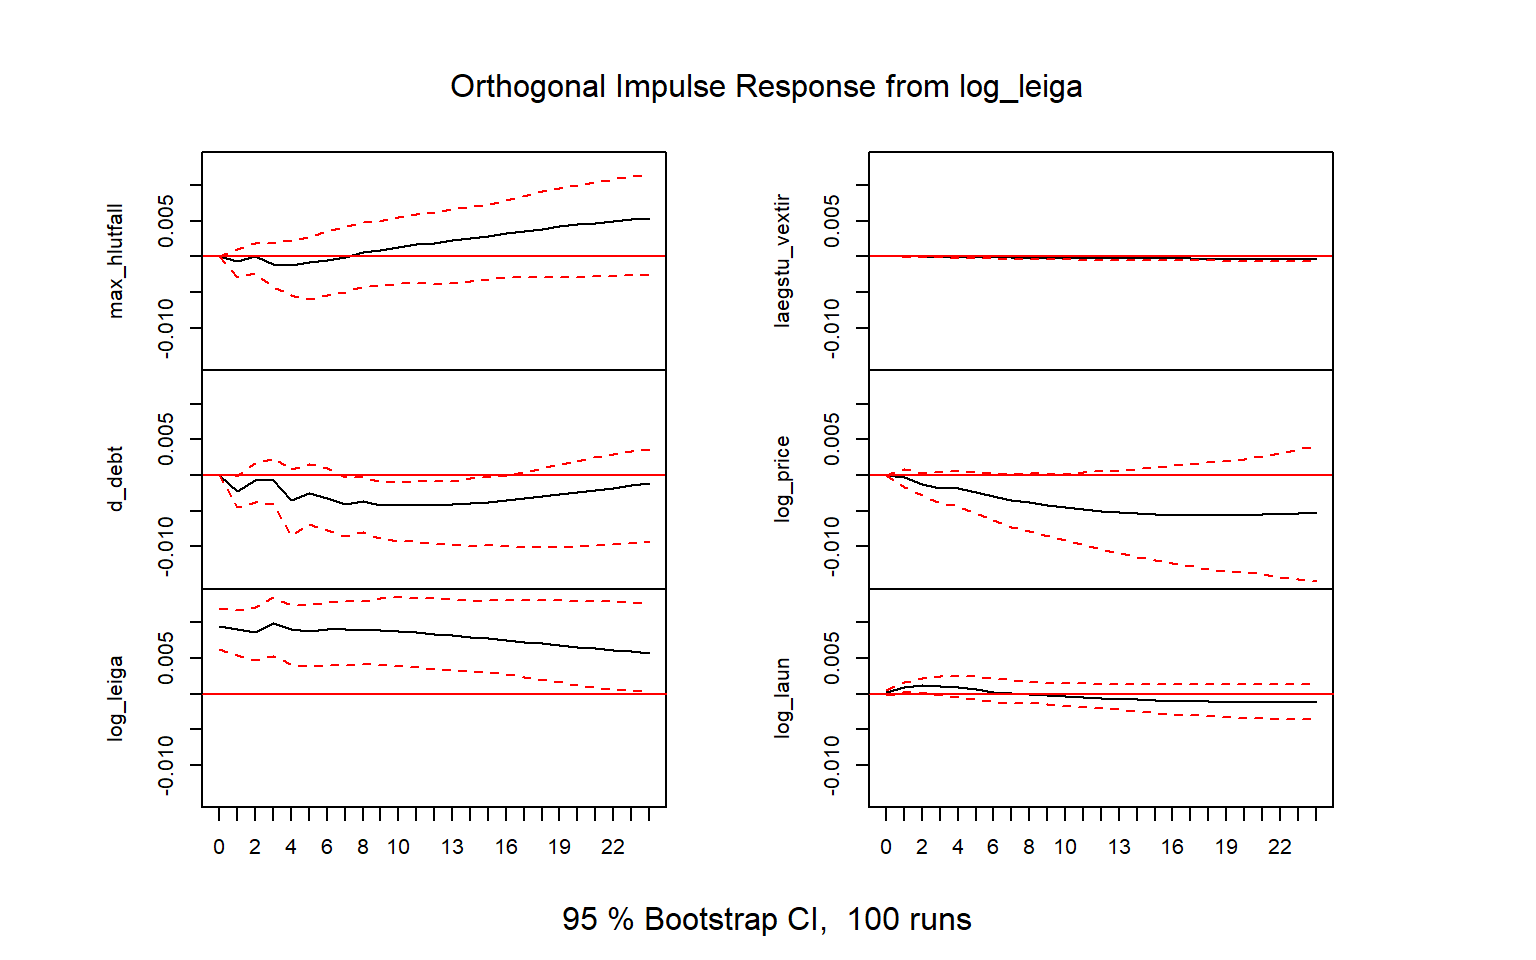 Orthogonal Impulse Response from log_leiga
max_hlutfall
0.005
-0.010
d_debt
0.005
-0.010
log_leiga
0.005
-0.010
0 2 4 6 8 10 13 16 19 22
laegstu_vextir
0.005
-0.010
log_price
0.005
-0.010
log_laun
0.005
-0.010
0 2 4 6 8 10 13 16 19 22
95 % Bootstrap CI,  100 runs